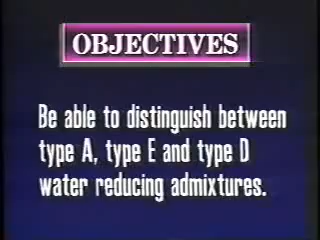 OBJECTIVES
Be able to distinguish between
type A, type E and type D
water reducing admixtures.